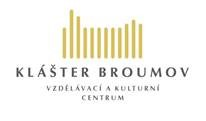 KLÁŠTER BROUMOV
VZDĚLÁVACÍ A KULTURNÍ
CENTRUM